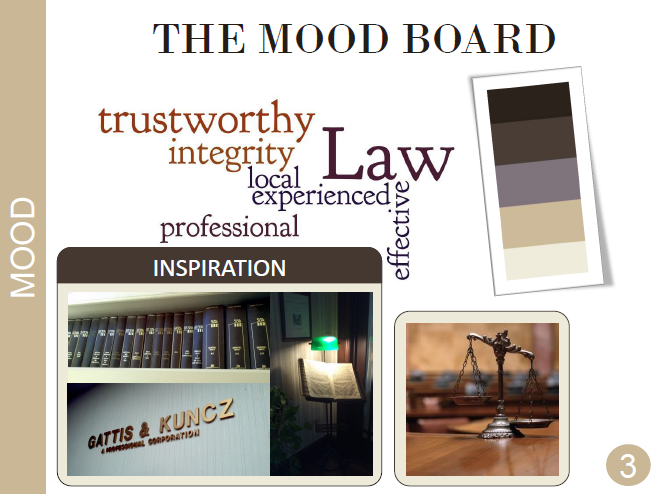 THE MOOD BOARD
MOOD
trustworthy
integrity
Law
local
experienced
effective
professional
INSPIRATION
GATTIS & KUNCZ
A PROFESSIONAL CORPORATION
3